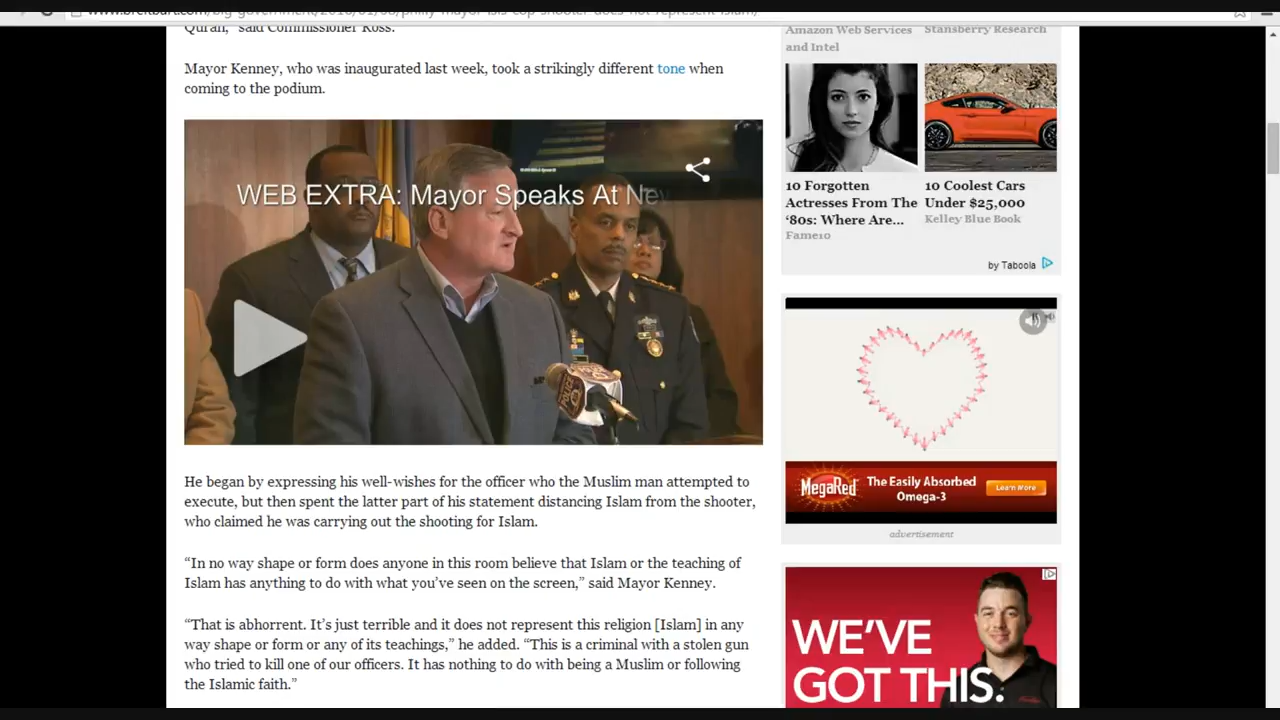 Quran," said Commissioner Ross.
Mayor Kenney, who was inaugurated last week, took a strikingly different tone when
coming to the podium.
WEB EXTRA: Mayor Speaks At Ne
He began by expressing his well-wishes for the officer who the Muslim man attempted to
execute, but then spent the latter part of his statement distancing Islam from the shooter,
who claimed he was carrying out the shooting for Islam.
“In no way shape or form does anyone in this room believe that Islam or the teaching of
Islam has anything to do with what you’ve seen on the screen,” said Mayor Kenney.
“That is abhorrent. It’s just terrible and it does not represent this religion [Islam] in any
way shape or form or any of its teachings,” he added. “This is a criminal with a stolen gun
who tried to kill one of our officers. It has nothing to do with being a Muslim or following
the Islamic faith.”
Amazon Web Services
and Intel
Stansberry Research
10 Forgotten
Actresses From The
‘80s: Where Are...
Fame10
10 Coolest Cars
Under $25,000
Kelley Blue Book
by Taboola
MegaRed
The Easily Absorbed
Omega-3
Learn More
advertisement
WE’VE
GOT THIS.